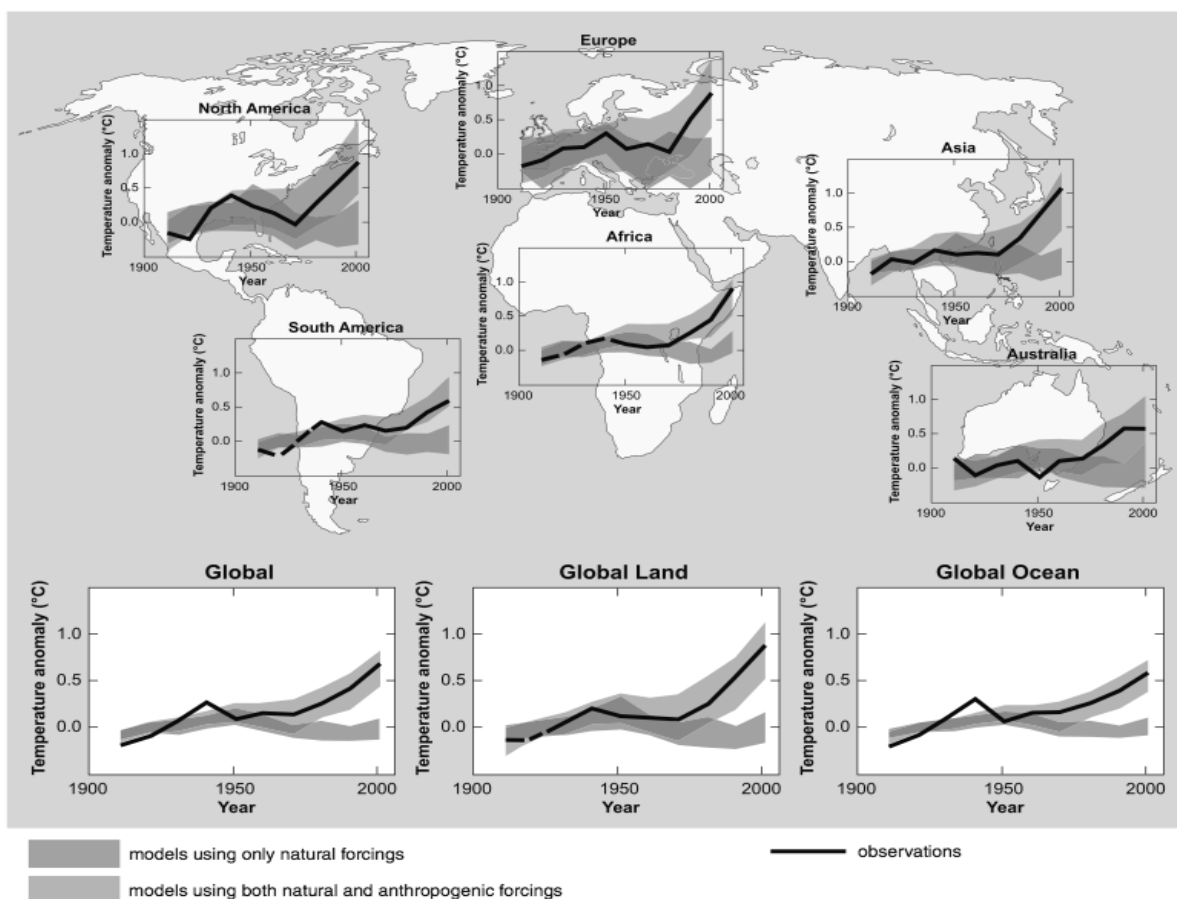 Europe
Temperature anomaly (°C)
1.0
0.5
0.0
1900
1950
2000
Year
North America
Temperature anomaly (°C)
1.0
0.5
0.0
1900
1950
2000
Year
Asia
Temperature anomaly (°C)
1.0
0.5
0.0
1900
1950
2000
Year
Africa
Temperature anomaly (°C)
1.0
0.5
0.0
1900
1950
2000
Year
South America
Temperature anomaly (°C)
1.0
0.5
0.0
1900
1950
2000
Year
Australia
Temperature anomaly (°C)
1.0
0.5
0.0
1900
1950
2000
Year
Global
Temperature anomaly (°C)
1.0
0.5
0.0
1900
1950
2000
Year
Global Land
Temperature anomaly (°C)
1.0
0.5
0.0
1900
1950
2000
Year
Global Ocean
Temperature anomaly (°C)
1.0
0.5
0.0
1900
1950
2000
Year
models using only natural forcings
observations
models using both natural and anthropogenic forcings